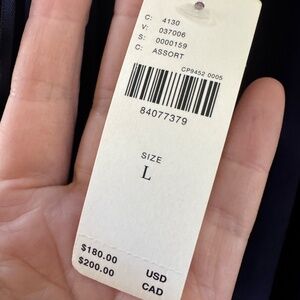 C: 4130
V: 037006
S: 0000159
C: ASSORT
CP9452 0005
84077379
SIZE
L
$180.00 USD
$200.00 CAD